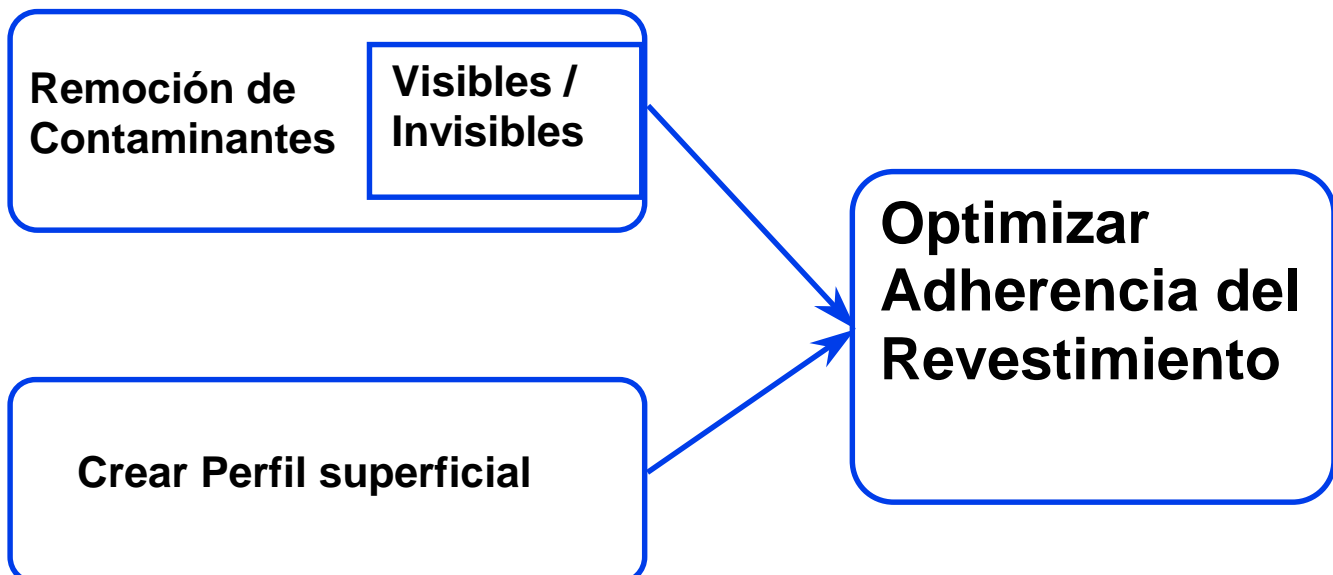 Remoción de
Contaminantes
Visibles /
Invisibles
Optimizar
Adherencia del
Revestimiento
Crear Perfil superficial